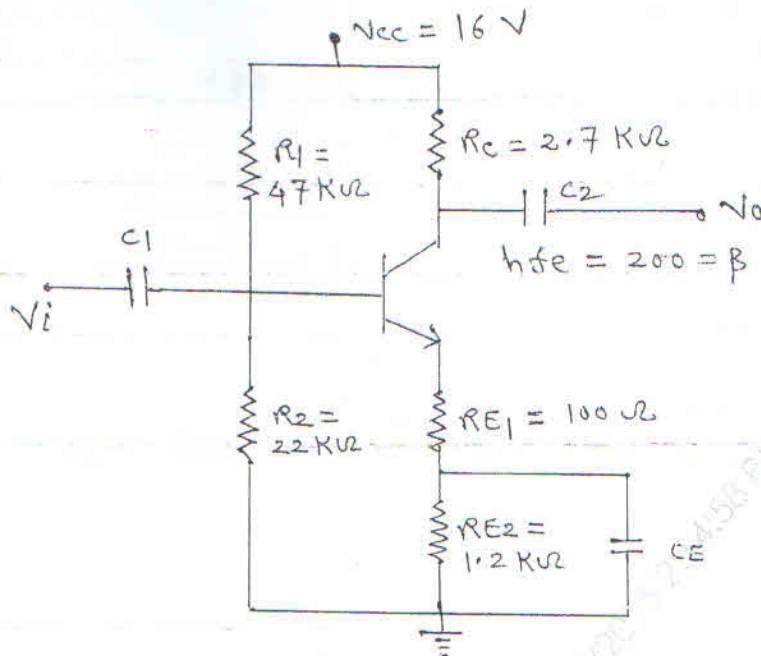 Vcc = 16 V
R1 =
47 KΩ
Rc = 2.7 KΩ
C2
Vo
C1
hfe = 200 = β
Vi
R2 =
22 KΩ
RE1 = 100 Ω
RE2 =
1.2 KΩ
CE